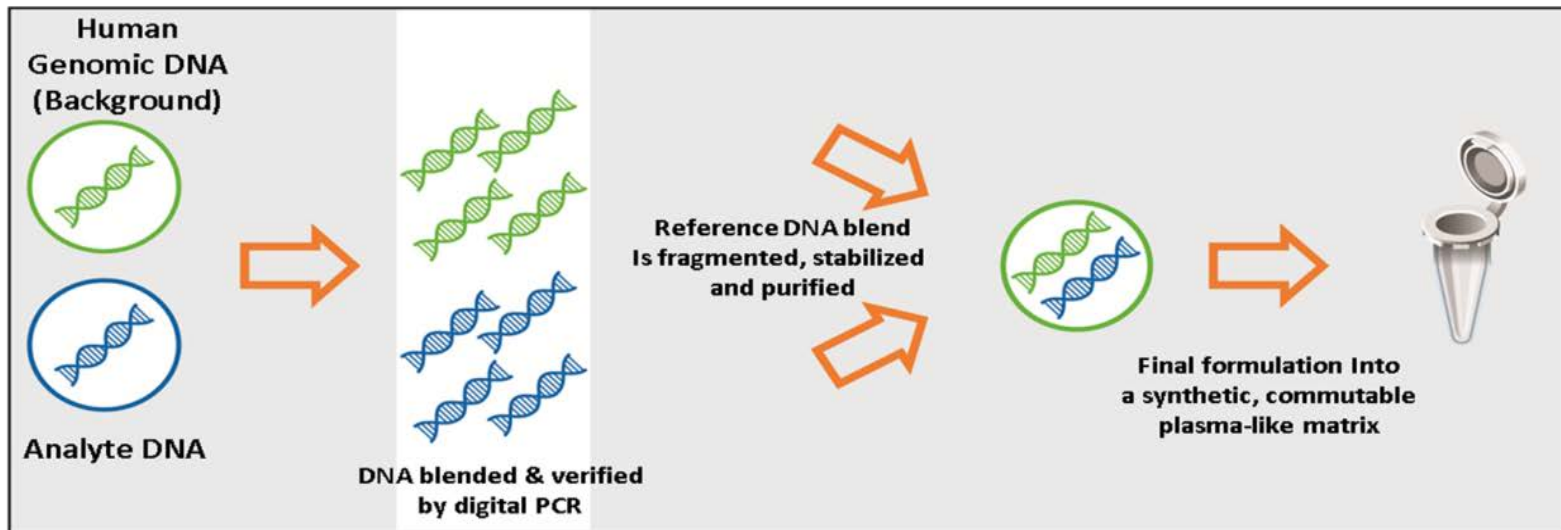 Human
Genomic DNA
(Background)
Analyte DNA
DNA blended & verified
by digital PCR
Reference DNA blend
Is fragmented, stabilized
and purified
Final formulation Into
a synthetic, commutable
plasma-like matrix